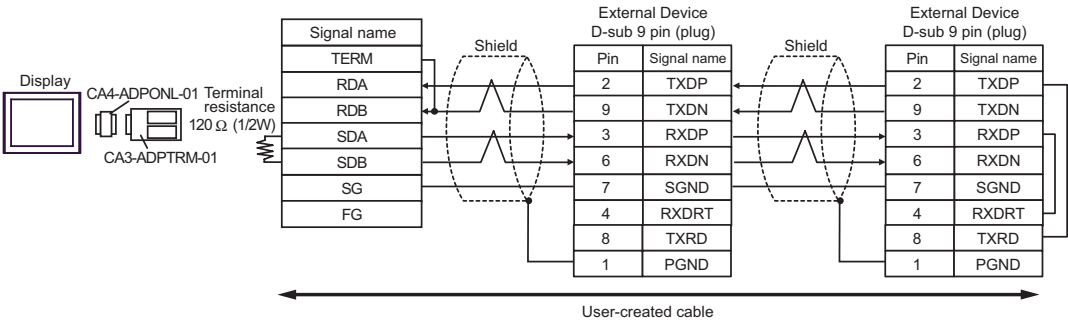 Display
CA4-ADPONL-01
CA3-ADPTRM-01
Terminal
resistance
120 Ω (1/2W)
Signal name
TERM
RDA
RDB
SDA
SDB
SG
FG
Shield
External Device
D-sub 9 pin (plug)
Pin Signal name
2 TXDP
9 TXDN
3 RXDP
6 RXDN
7 SGND
4 RXDRT
8 TXRD
1 PGND
Shield
External Device
D-sub 9 pin (plug)
Pin Signal name
2 TXDP
9 TXDN
3 RXDP
6 RXDN
7 SGND
4 RXDRT
8 TXRD
1 PGND
User-created cable